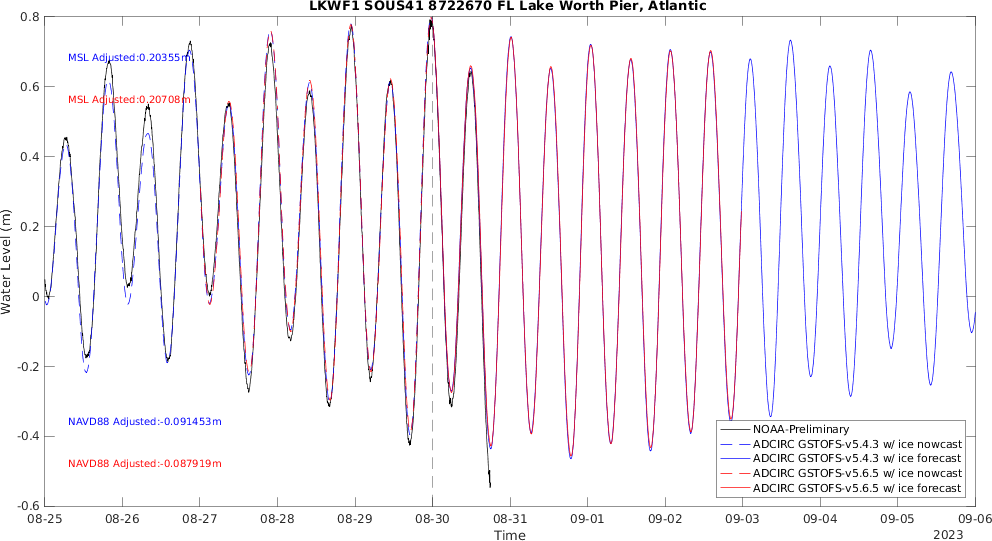 LKWF1 SOUS41 8722670 FL Lake Worth Pier, Atlantic
0.8
0.6
0.4
0.2
0
-0.2
-0.4
-0.6
Water Level (m)
MSL Adjusted:0.20355m
MSL Adjusted:0.20708m
NAVD88 Adjusted:-0.091453m
NAVD88 Adjusted:-0.087919m
NOAA-Preliminary
ADCIRC GSTOFS-v5.4.3 w/ ice nowcast
ADCIRC GSTOFS-v5.4.3 w/ ice forecast
ADCIRC GSTOFS-v5.6.5 w/ ice nowcast
ADCIRC GSTOFS-v5.6.5 w/ ice forecast
08-25 08-26 08-27 08-28 08-29 08-30 08-31 09-01 09-02 09-03 09-04 09-05 09-06
Time
2023